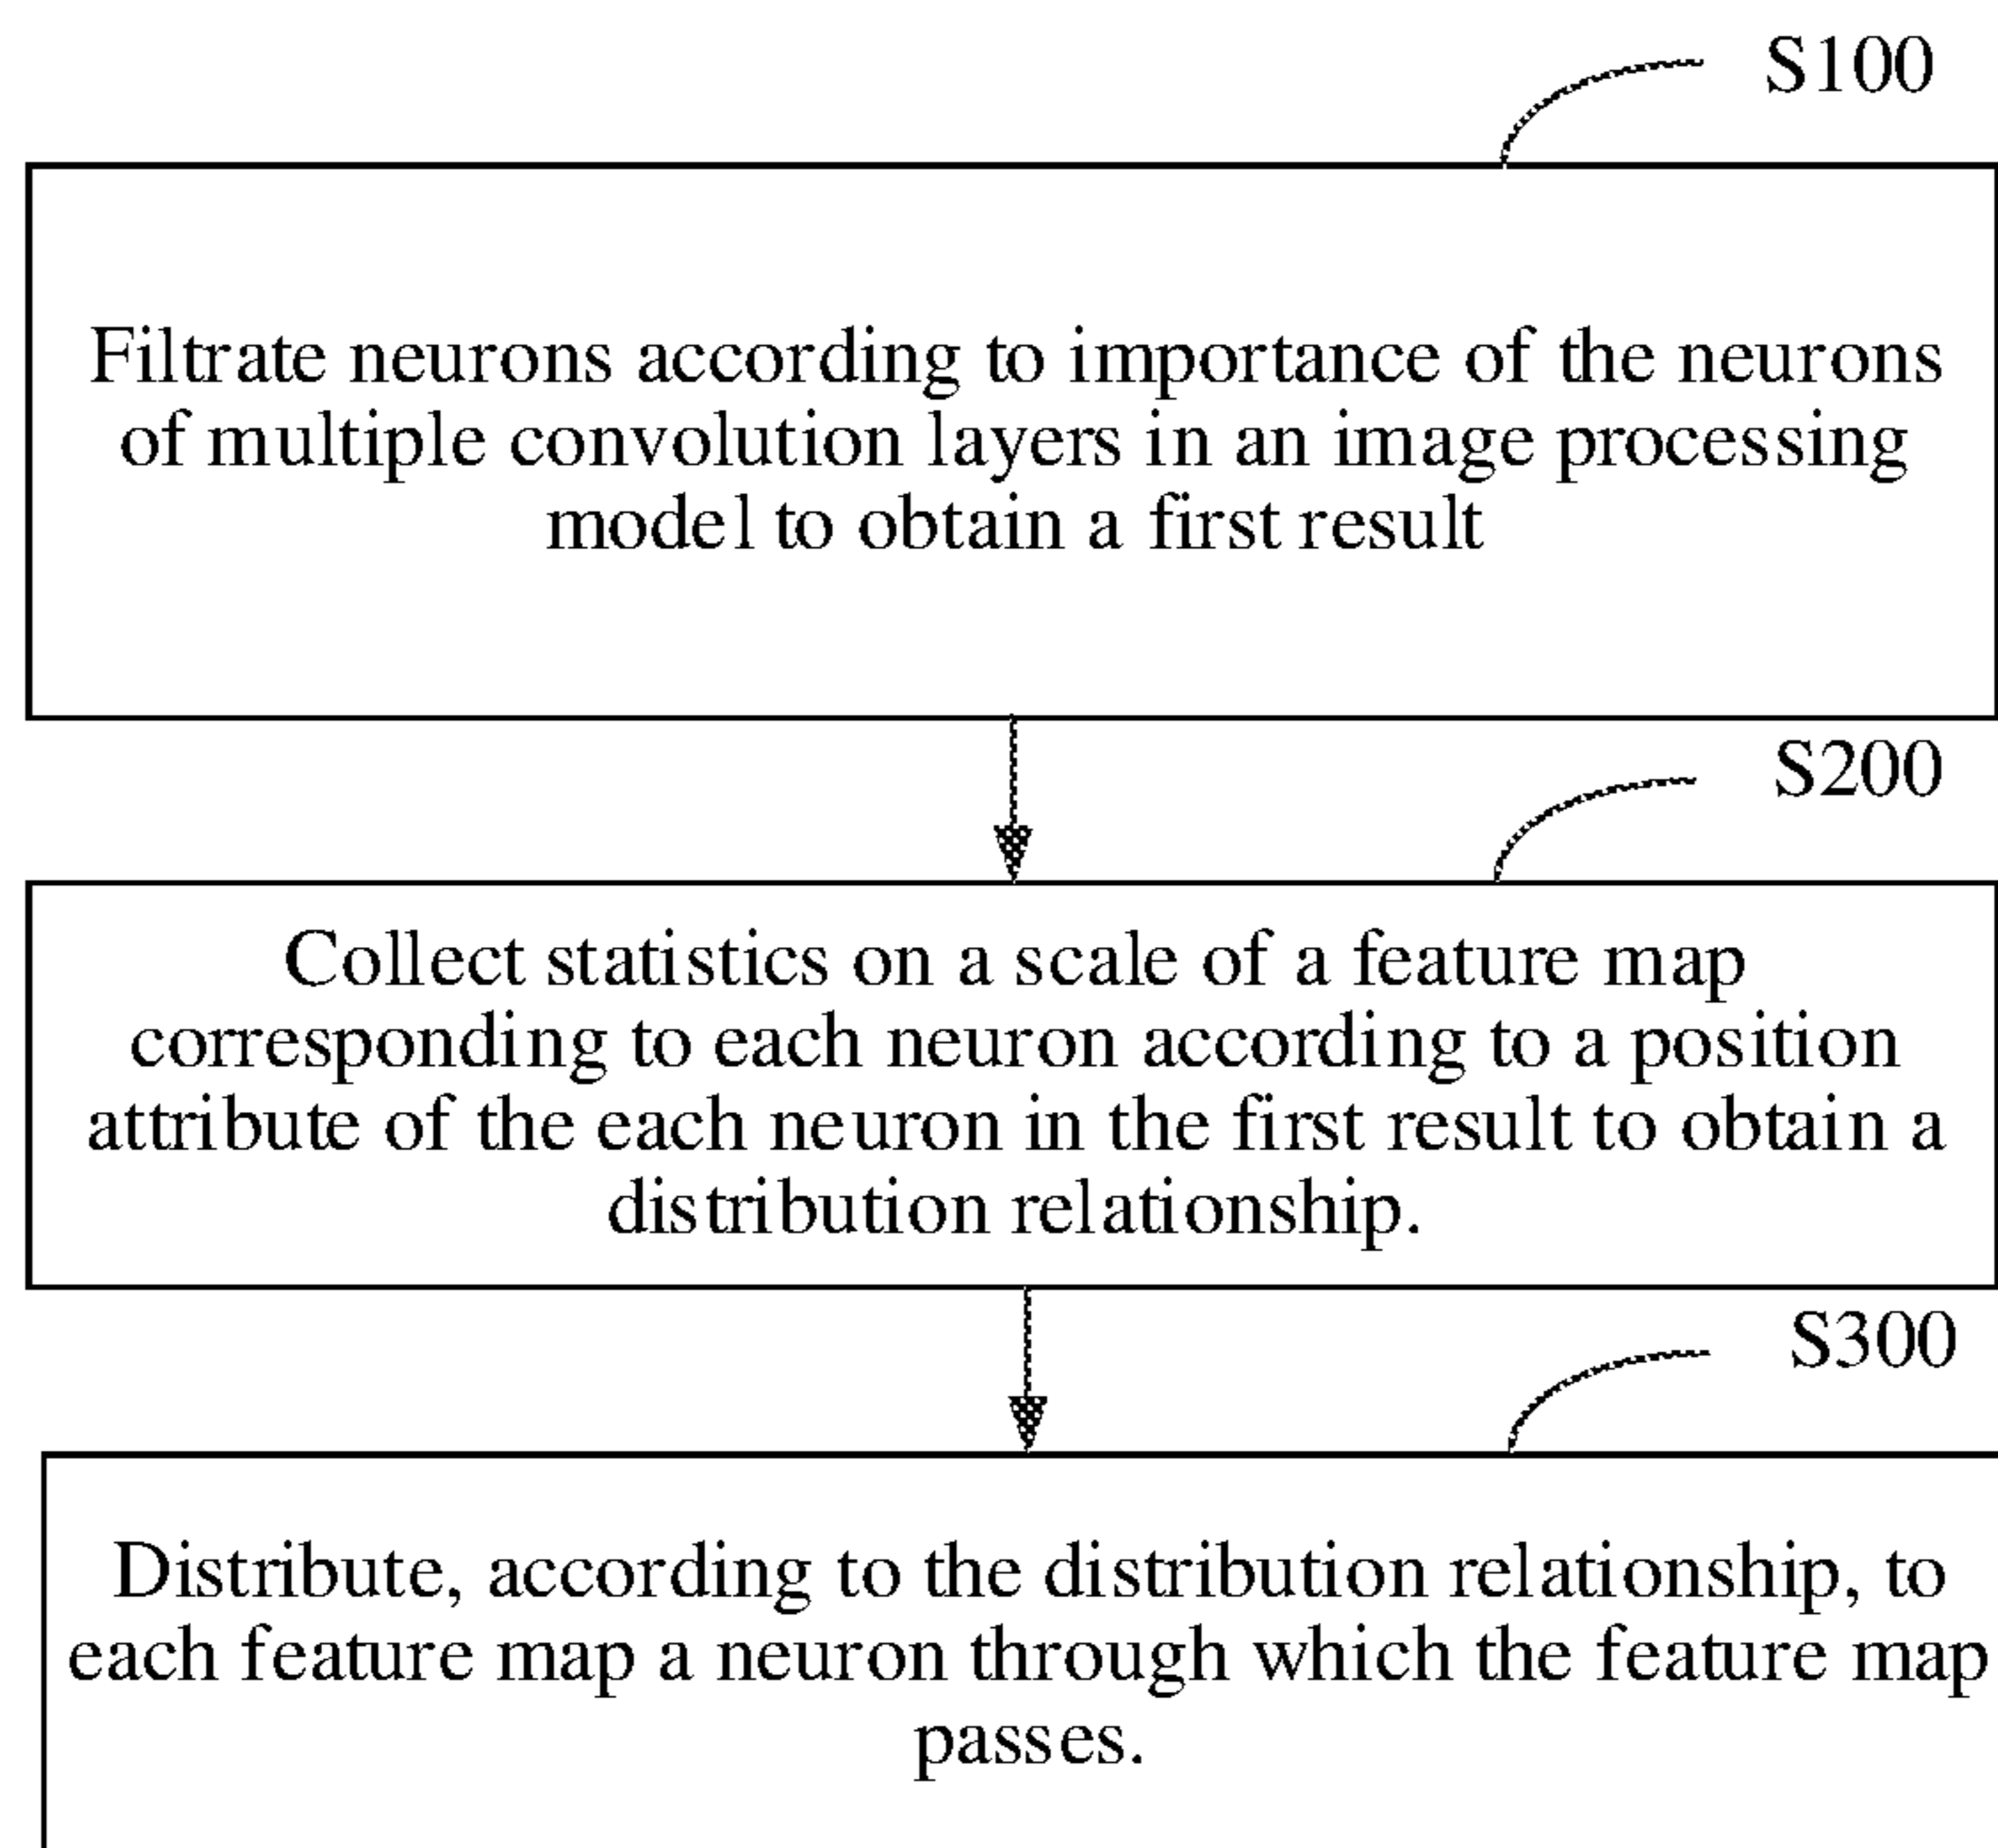 S100
Filtrate neurons according to importance of the neurons
of multiple convolution layers in an image processing
model to obtain a first result
S200
Collect statistics on a scale of a feature map
corresponding to each neuron according to a position
attribute of the each neuron in the first result to obtain a
distribution relationship.
S300
Distribute, according to the distribution relationship, to
each feature map a neuron through which the feature map
passes.